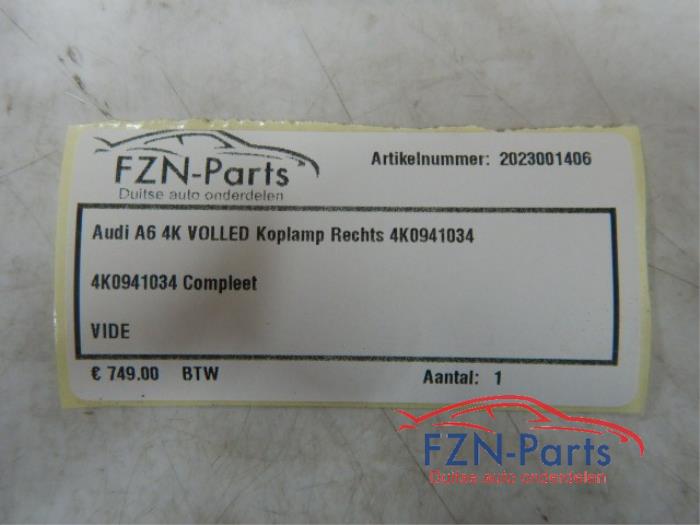 FZN-Parts
Duitse auto onderdelen
Artikelnummer: 2023001406
Audi A6 4K VOLLED Koplamp Rechts 4K0941034
4K0941034 Compleet
VIDE
€ 749.00 BTW
Aantal: 1
FZN-Parts
Duitse auto onderdelen